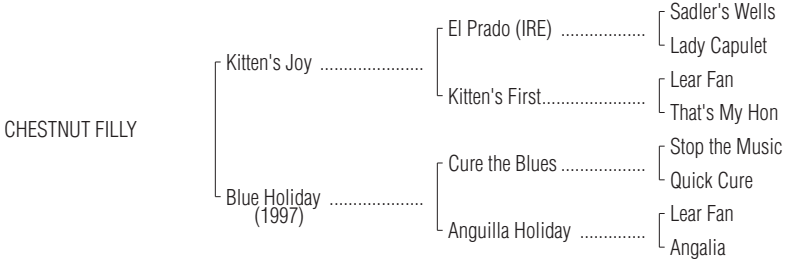 Sadler's Wells
El Prado (IRE) ..................
Lady Capulet
Kitten's Joy ......................
Lear Fan
Kitten's First......................
That's My Hon
CHESTNUT FILLY
Stop the Music
Cure the Blues ..................
Quick Cure
Blue Holiday ....................
(1997)
Lear Fan
Anguilla Holiday ..............
Angalia